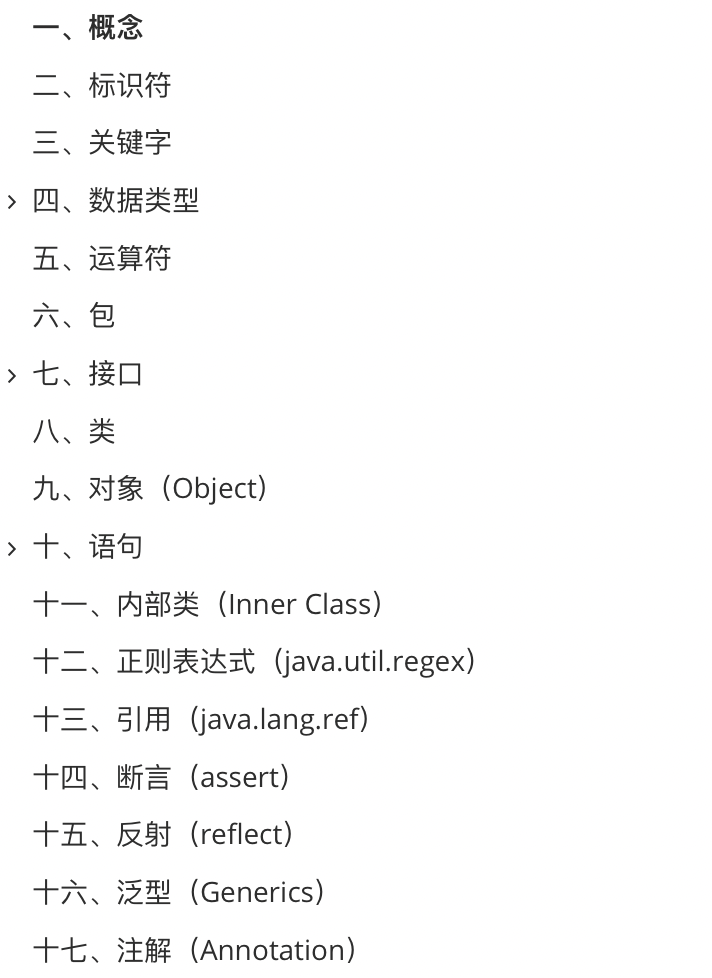 一、概念
二、标识符
三、关键字
四、数据类型
五、运算符
六、包
七、接口
八、类
九、对象（Object）
十、语句
十一、内部类（Inner Class）
十二、正则表达式（java.util.regex）
十三、引用（java.lang.ref）
十四、断言（assert）
十五、反射（reflect）
十六、泛型（Generics）
十七、注解（Annotation）